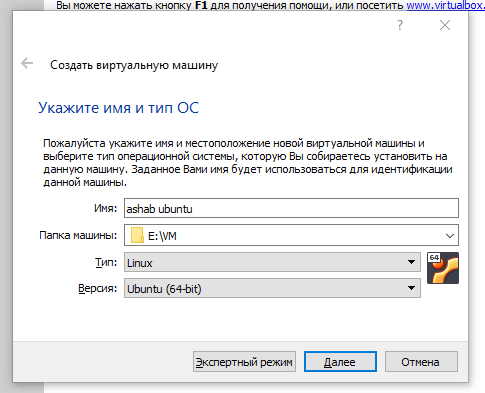 Вы можете нажать кнопку F1 для получения помощи, или посетить www.virtualbox.
?
Создать виртуальную машину
Укажите имя и тип ОС
Пожалуйста укажите имя и местоположение новой виртуальной машины и
выберите тип операционной системы, которую Вы собираетесь установить на
данную машину. Заданное Вами имя будет использоваться для идентификации
данной машины.
Имя: ashab ubuntu
Папка машины: E:\VM
Тип: Linux
64
Версия: Ubuntu (64-bit)
Экспертный режим Далее Отмена